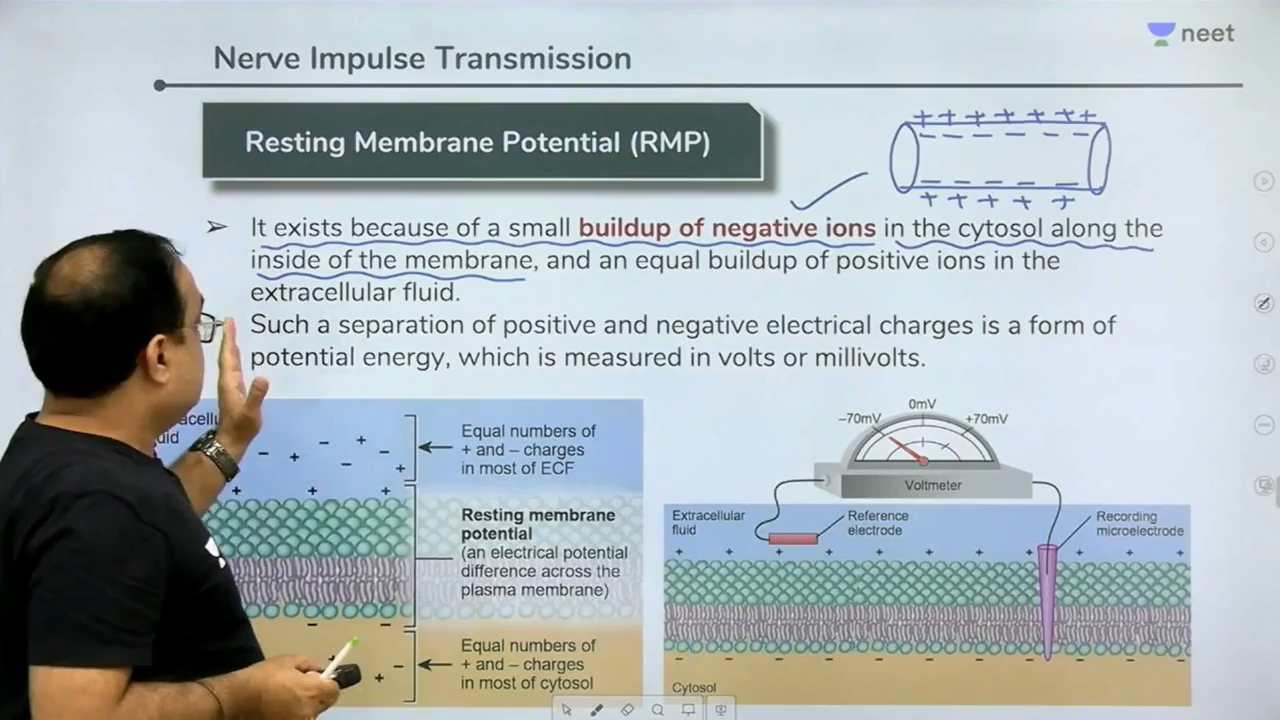 neet
Nerve Impulse Transmission
Resting Membrane Potential (RMP)
+ + + + + + +
− − − − − −
− − − − −
+ + + + +
➢ It exists because of a small buildup of negative ions in the cytosol along the
inside of the membrane, and an equal buildup of positive ions in the
extracellular fluid.
Such a separation of positive and negative electrical charges is a form of
potential energy, which is measured in volts or millivolts.
Equal numbers of
+ and – charges
in most of ECF
Resting membrane
potential
(an electrical potential
difference across the
plasma membrane)
Equal numbers of
+ and – charges
in most of cytosol
0mV
–70mV
+70mV
Voltmeter
Extracellular
fluid
Reference
electrode
Recording
microelectrode
Cytosol